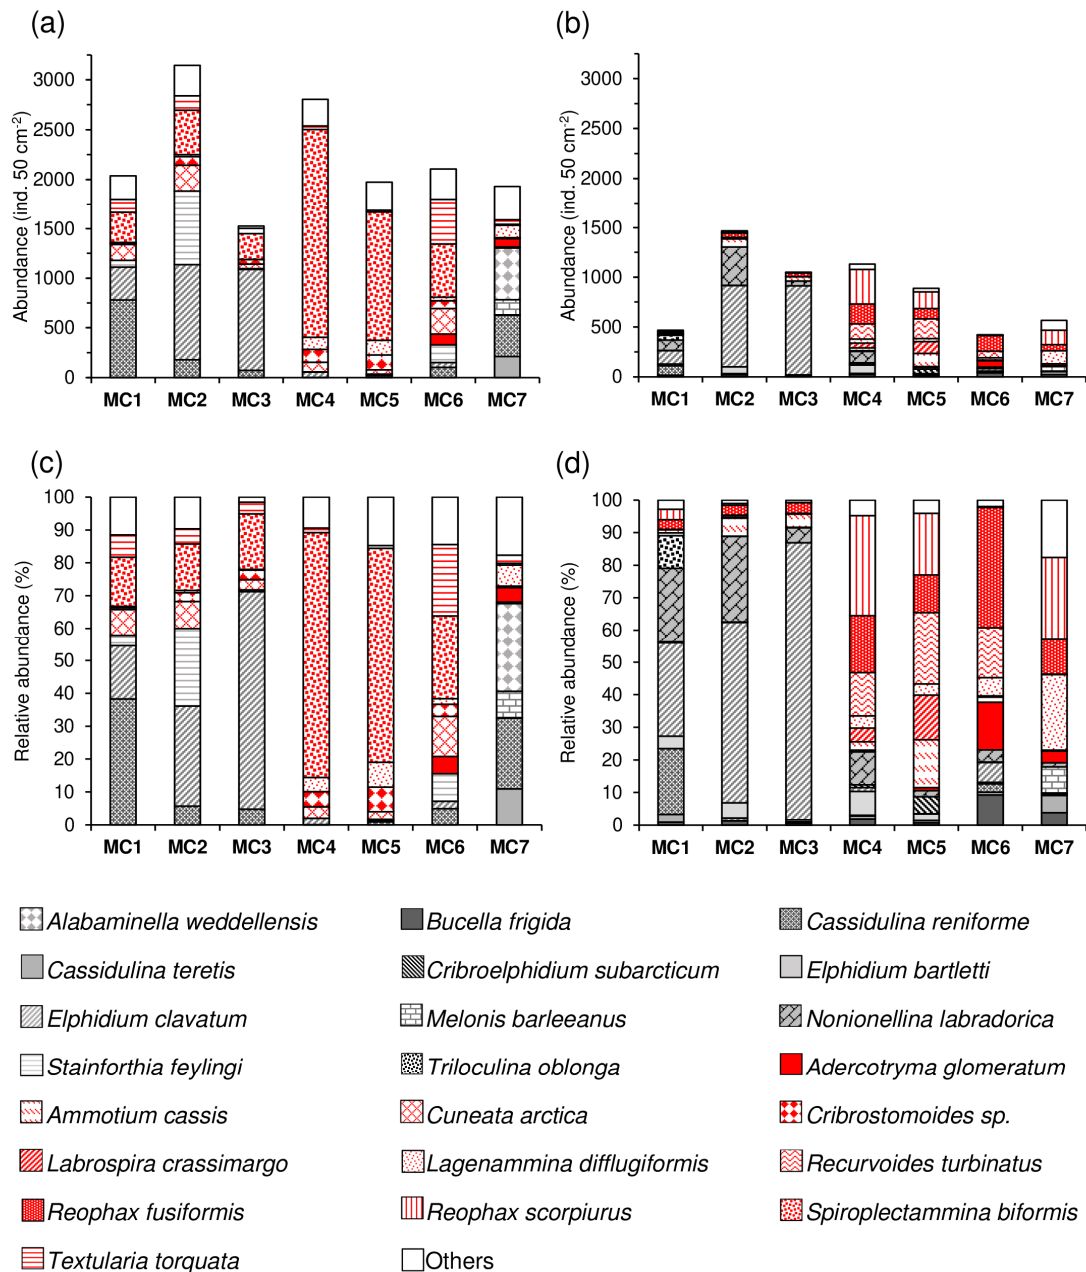 (a)
(b)
Abundance (ind. 50 cm⁻²)
3000
2500
2000
1500
1000
500
0
MC1 MC2 MC3 MC4 MC5 MC6 MC7
Abundance (ind. 50 cm⁻²)
3000
2500
2000
1500
1000
500
0
MC1 MC2 MC3 MC4 MC5 MC6 MC7
(c)
(d)
Relative abundance (%)
100
90
80
70
60
50
40
30
20
10
0
MC1 MC2 MC3 MC4 MC5 MC6 MC7
Relative abundance (%)
100
90
80
70
60
50
40
30
20
10
0
MC1 MC2 MC3 MC4 MC5 MC6 MC7
Alabaminella weddellensis
Bucella frigida
Cassidulina reniforme
Cassidulina teretis
Cribroelphidium subarcticum
Elphidium bartletti
Elphidium clavatum
Melonis barleeanus
Nonionellina labradorica
Stainforthia feylingi
Triloculina oblonga
Adercotryma glomeratum
Ammotium cassis
Cuneata arctica
Cribrostomoides sp.
Labrospira crassimargo
Lagenammina difflugiformis
Recurvoides turbinatus
Reophax fusiformis
Reophax scorpiurus
Spiroplectammina biformis
Textularia torquata
Others